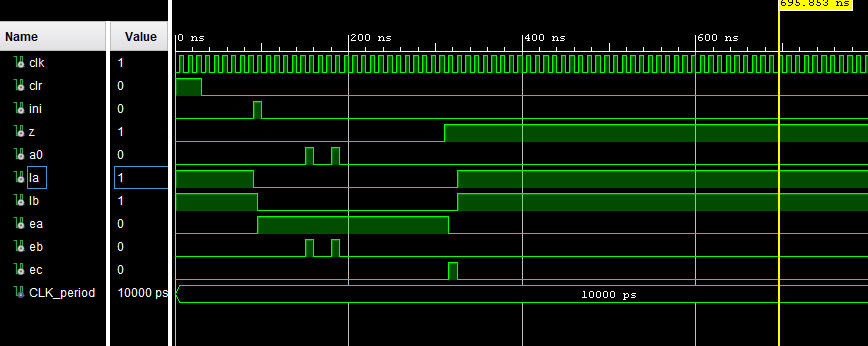 695.853 ns
Name Value
0 ns 200 ns 400 ns 600 ns
clk 1
clr 0
ini 0
z 1
a0 0
la 1
lb 1
ea 0
eb 0
ec 0
CLK_period 10000 ps 10000 ps